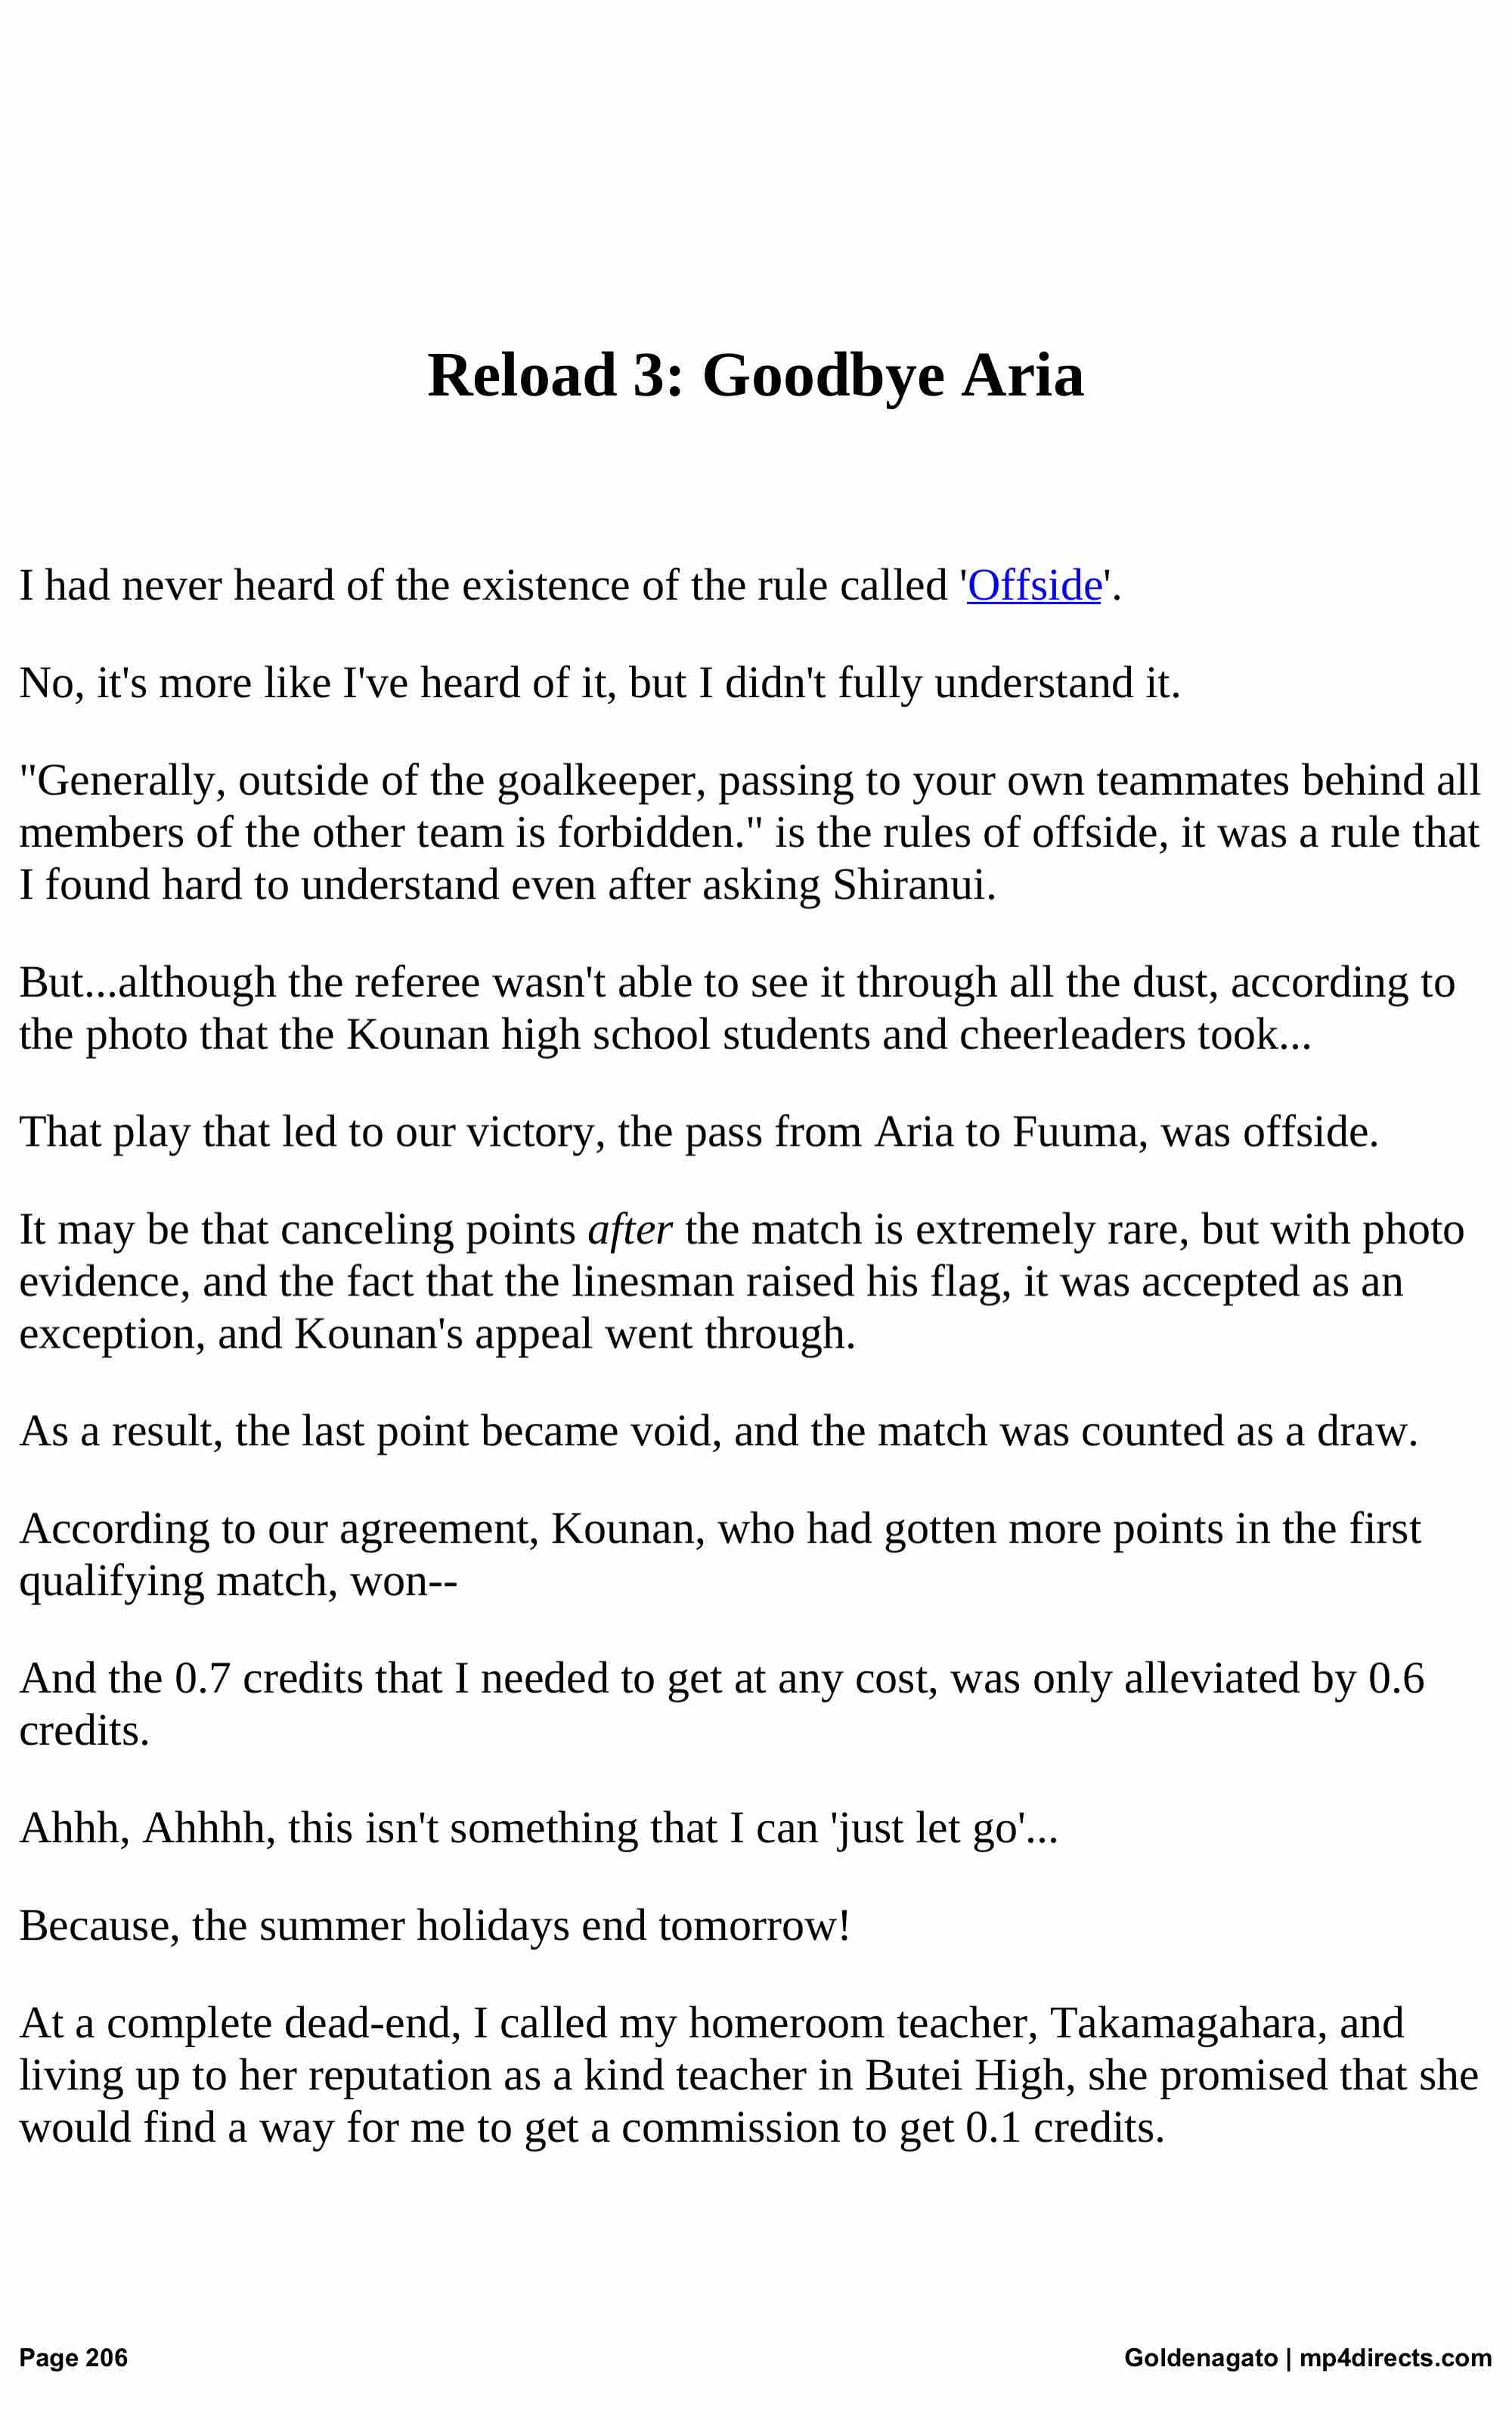 Reload 3: Goodbye Aria
I had never heard of the existence of the rule called 'Offside'.
No, it's more like I've heard of it, but I didn't fully understand it.
"Generally, outside of the goalkeeper, passing to your own teammates behind all
members of the other team is forbidden." is the rules of offside, it was a rule that
I found hard to understand even after asking Shiranui.
But...although the referee wasn't able to see it through all the dust, according to
the photo that the Kounan high school students and cheerleaders took...
That play that led to our victory, the pass from Aria to Fuuma, was offside.
It may be that canceling points after the match is extremely rare, but with photo
evidence, and the fact that the linesman raised his flag, it was accepted as an
exception, and Kounan's appeal went through.
As a result, the last point became void, and the match was counted as a draw.
According to our agreement, Kounan, who had gotten more points in the first
qualifying match, won--
And the 0.7 credits that I needed to get at any cost, was only alleviated by 0.6
credits.
Ahhh, Ahhhh, this isn't something that I can 'just let go'...
Because, the summer holidays end tomorrow!
At a complete dead-end, I called my homeroom teacher, Takamagahara, and
living up to her reputation as a kind teacher in Butei High, she promised that she
would find a way for me to get a commission to get 0.1 credits.
Page 206
Goldenagato | mp4directs.com